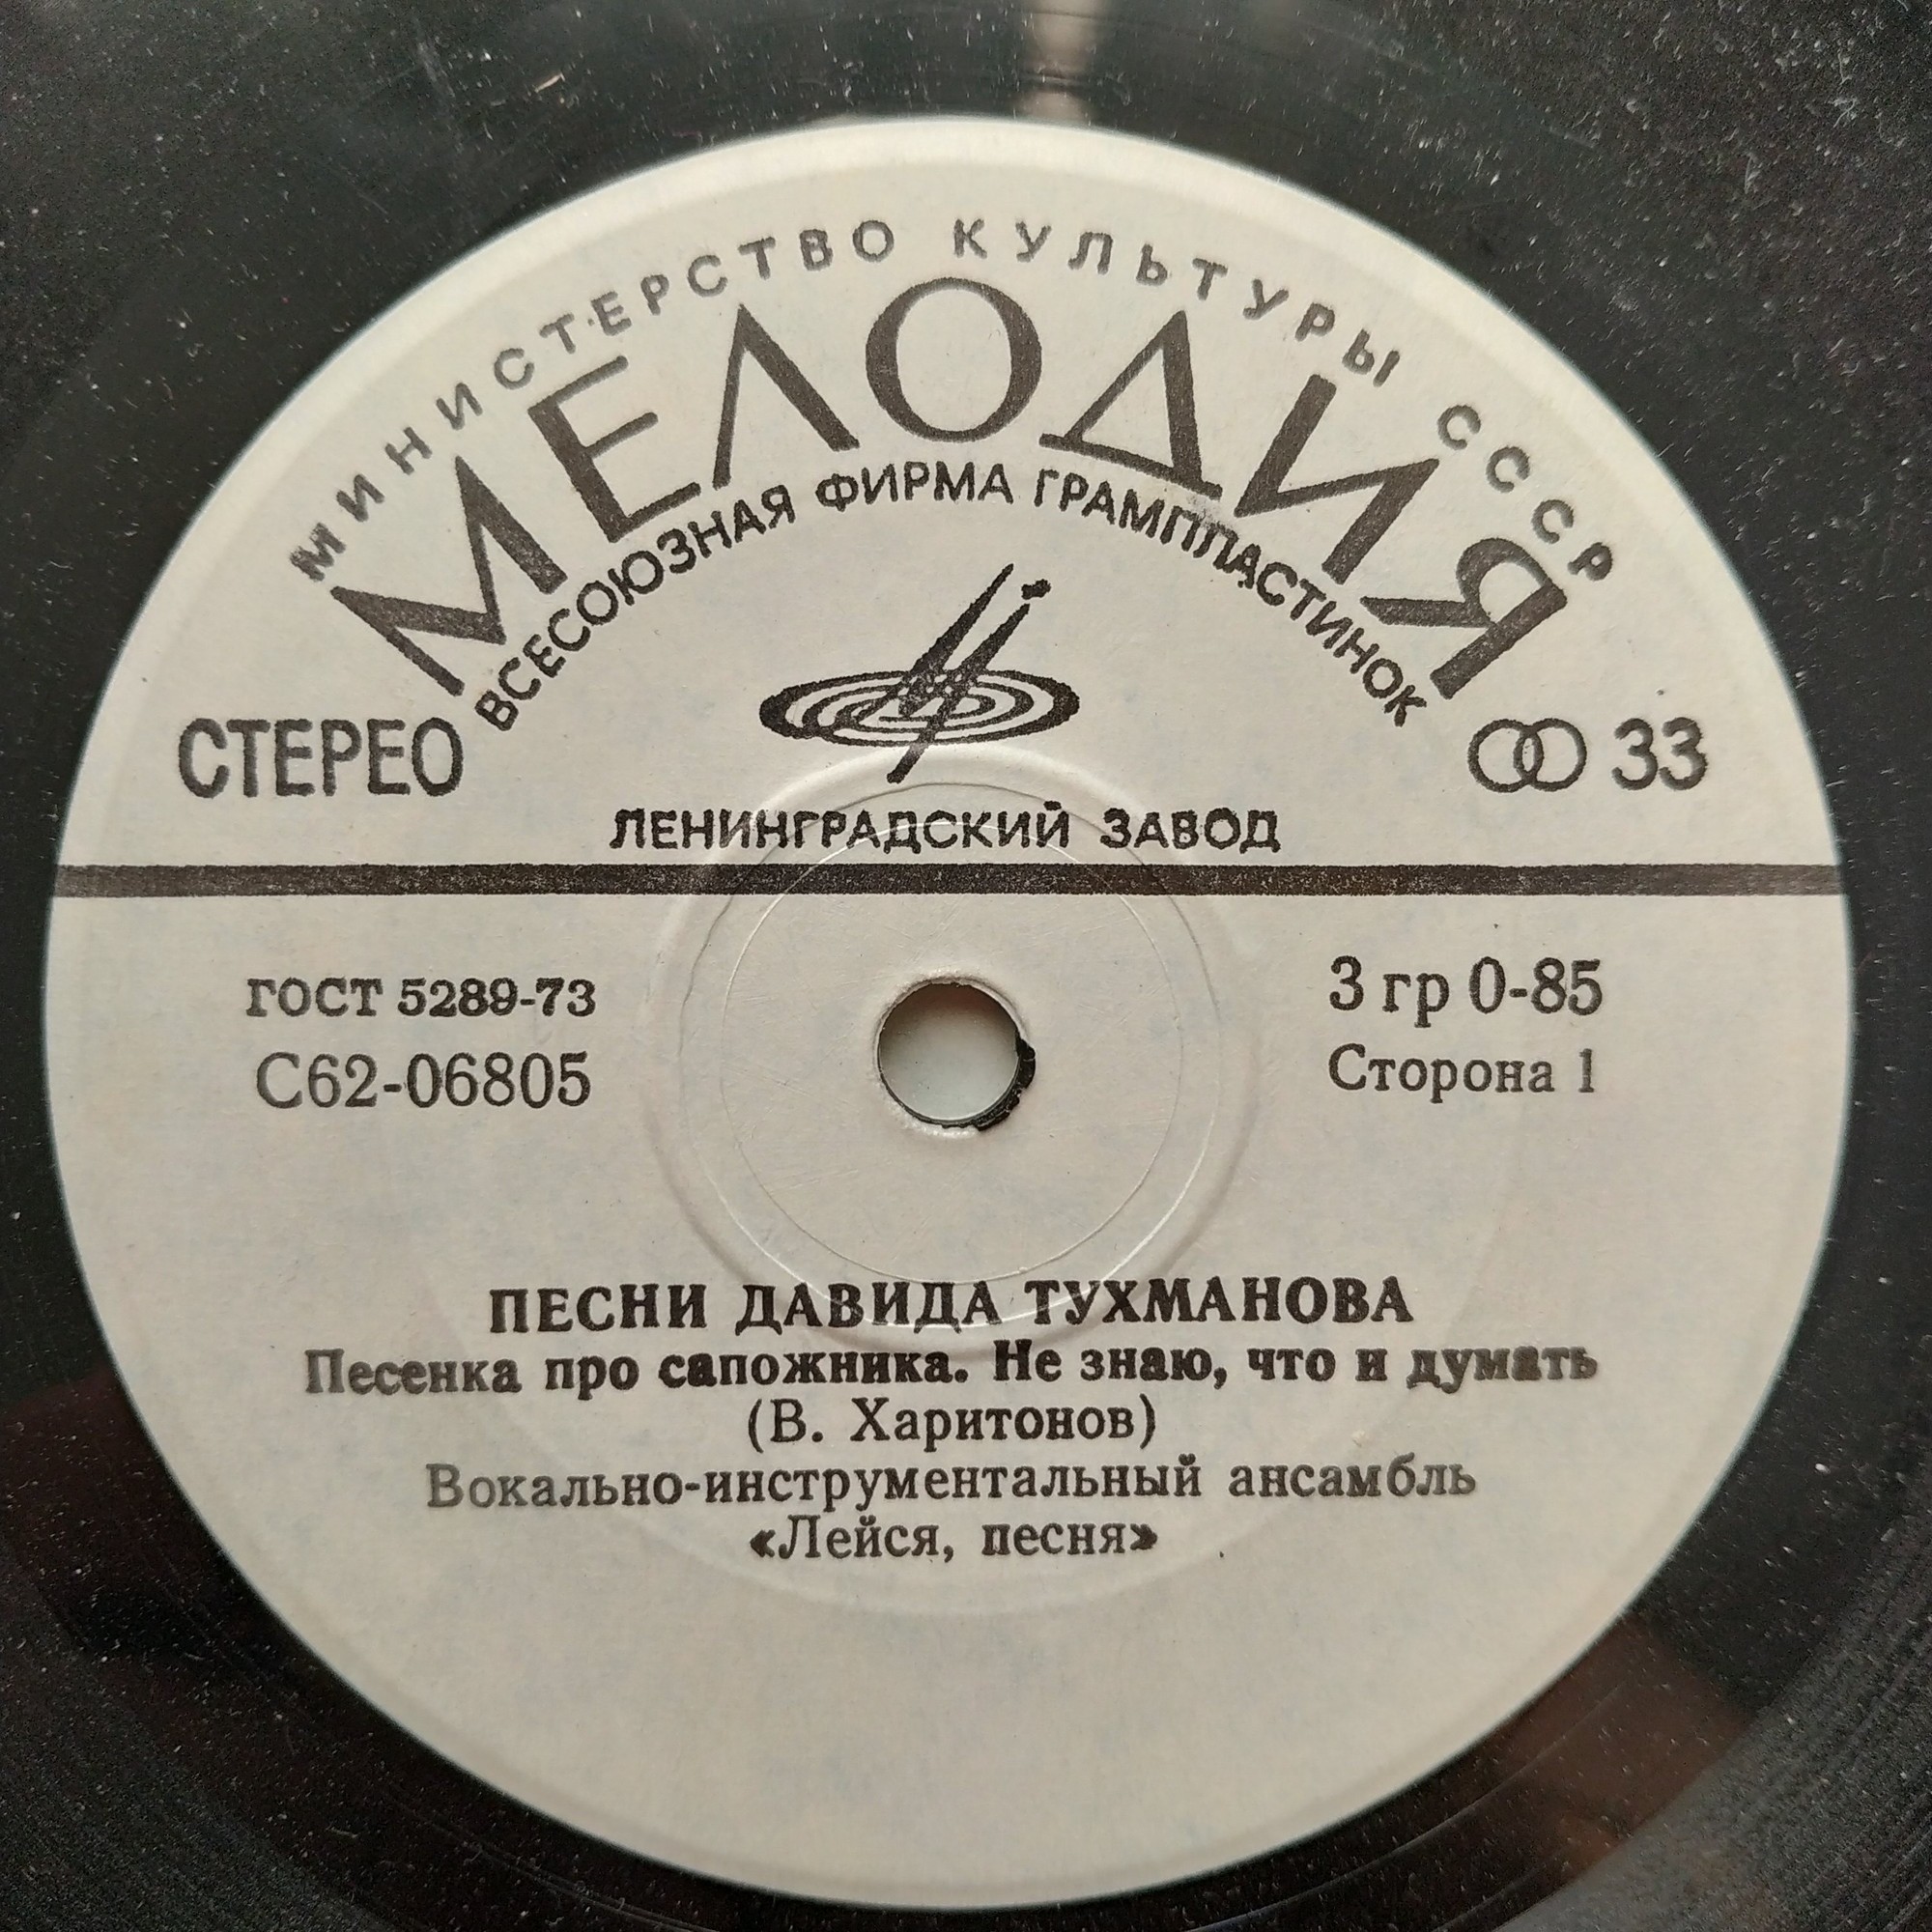 МИНИСТЕРСТВО КУЛЬТУРЫ СССР
МЕЛОДИЯ
ВСЕСОЮЗНАЯ ФИРМА ГРАМПЛАСТИНОК
СТЕРЕО
33
ЛЕНИНГРАДСКИЙ ЗАВОД
ГОСТ 5289-73
3 гр 0-85
С62-06805
Сторона 1
ПЕСНИ ДАВИДА ТУХМАНОВА
Песенка про сапожника. Не знаю, что и думать
(В. Харитонов)
Вокально-инструментальный ансамбль
«Лейся, песня»